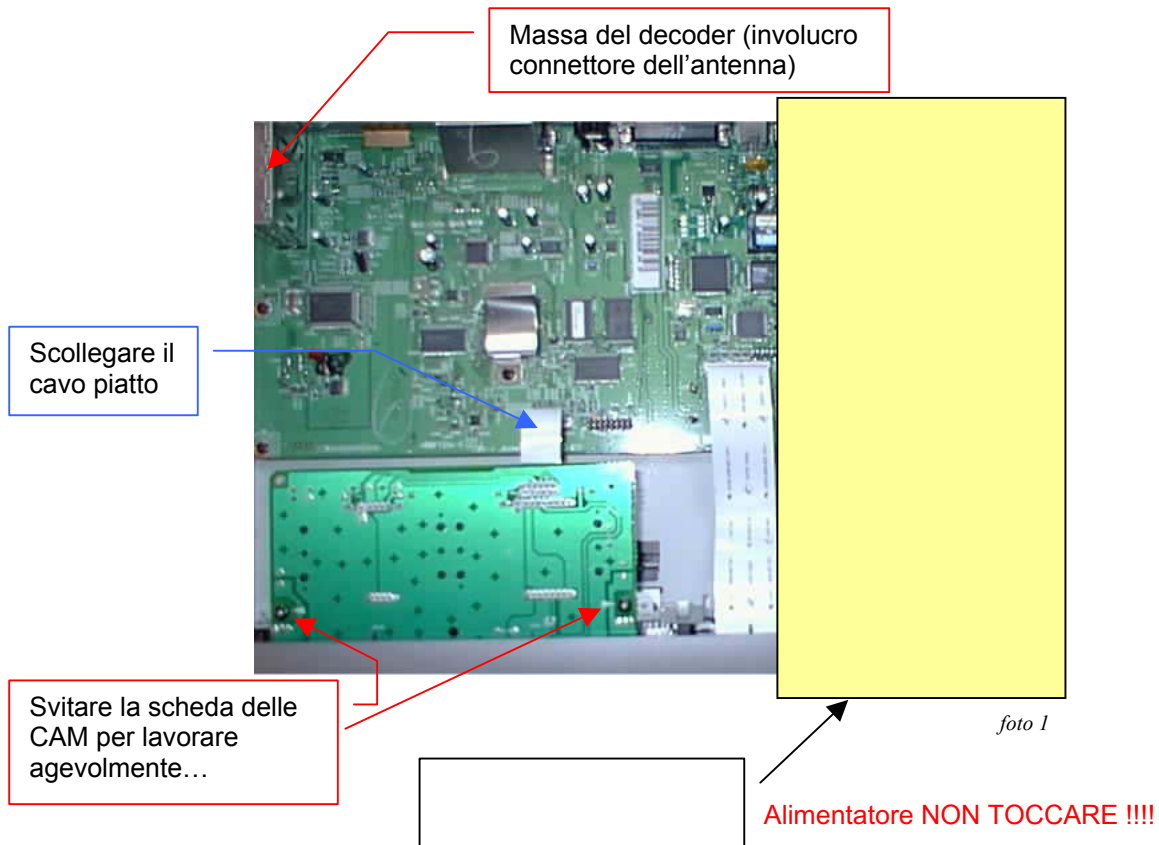 Massa del decoder (involucro
connettore dell’antenna)
Scollegare il
cavo piatto
Svitare la scheda delle
CAM per lavorare
agevolmente…
foto 1
Alimentatore NON TOCCARE !!!!